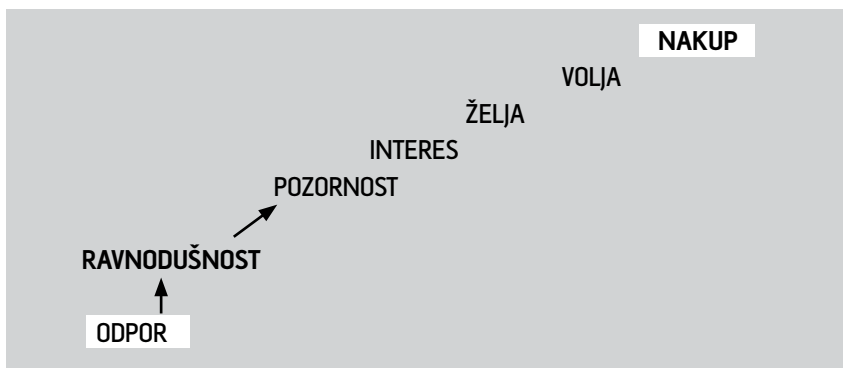 NAKUP
VOLJA
ŽELJA
INTERES
POZORNOST
RAVNODUŠNOST
ODPOR